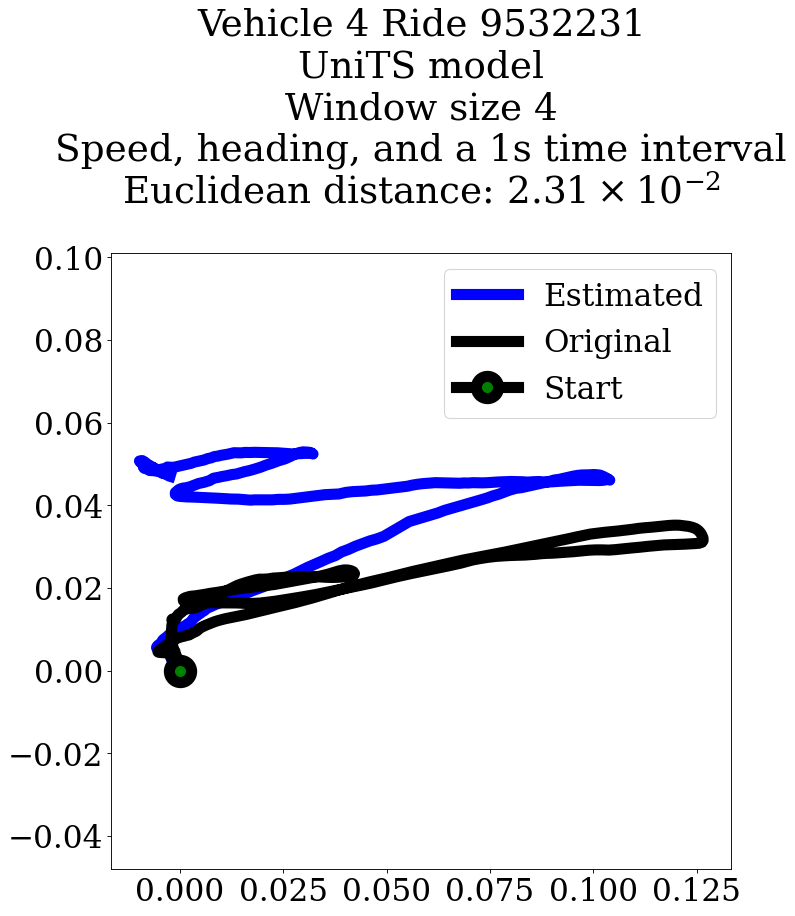 Vehicle 4 Ride 9532231
UniTS model
Window size 4
Speed, heading, and a 1s time interval
Euclidean distance: 2.31 × 10⁻²
Estimated
Original
Start
0.10
0.08
0.06
0.04
0.02
0.00
−0.02
−0.04
0.000 0.025 0.050 0.075 0.100 0.125